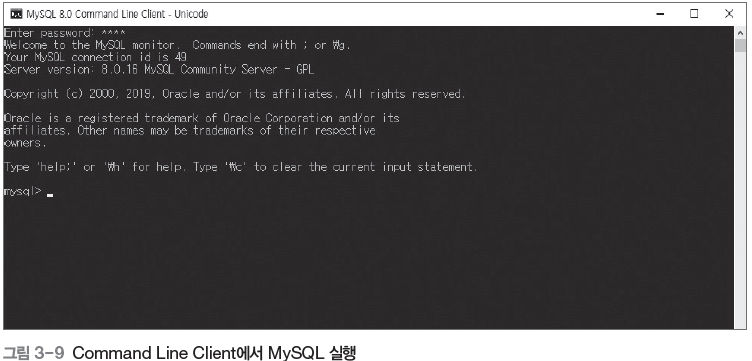 MySQL 8.0 Command Line Client - Unicode
Enter password: ****
Welcome to the MySQL monitor.  Commands end with ; or ₩g.
Your MySQL connection id is 49
Server version: 8.0.16 MySQL Community Server - GPL
Copyright (c) 2000, 2019, Oracle and/or its affiliates. All rights reserved.
Oracle is a registered trademark of Oracle Corporation and/or its
affiliates. Other names may be trademarks of their respective
owners.
Type 'help;' or '₩h' for help. Type '₩c' to clear the current input statement.
mysql> _
그림 3-9 Command Line Client에서 MySQL 실행